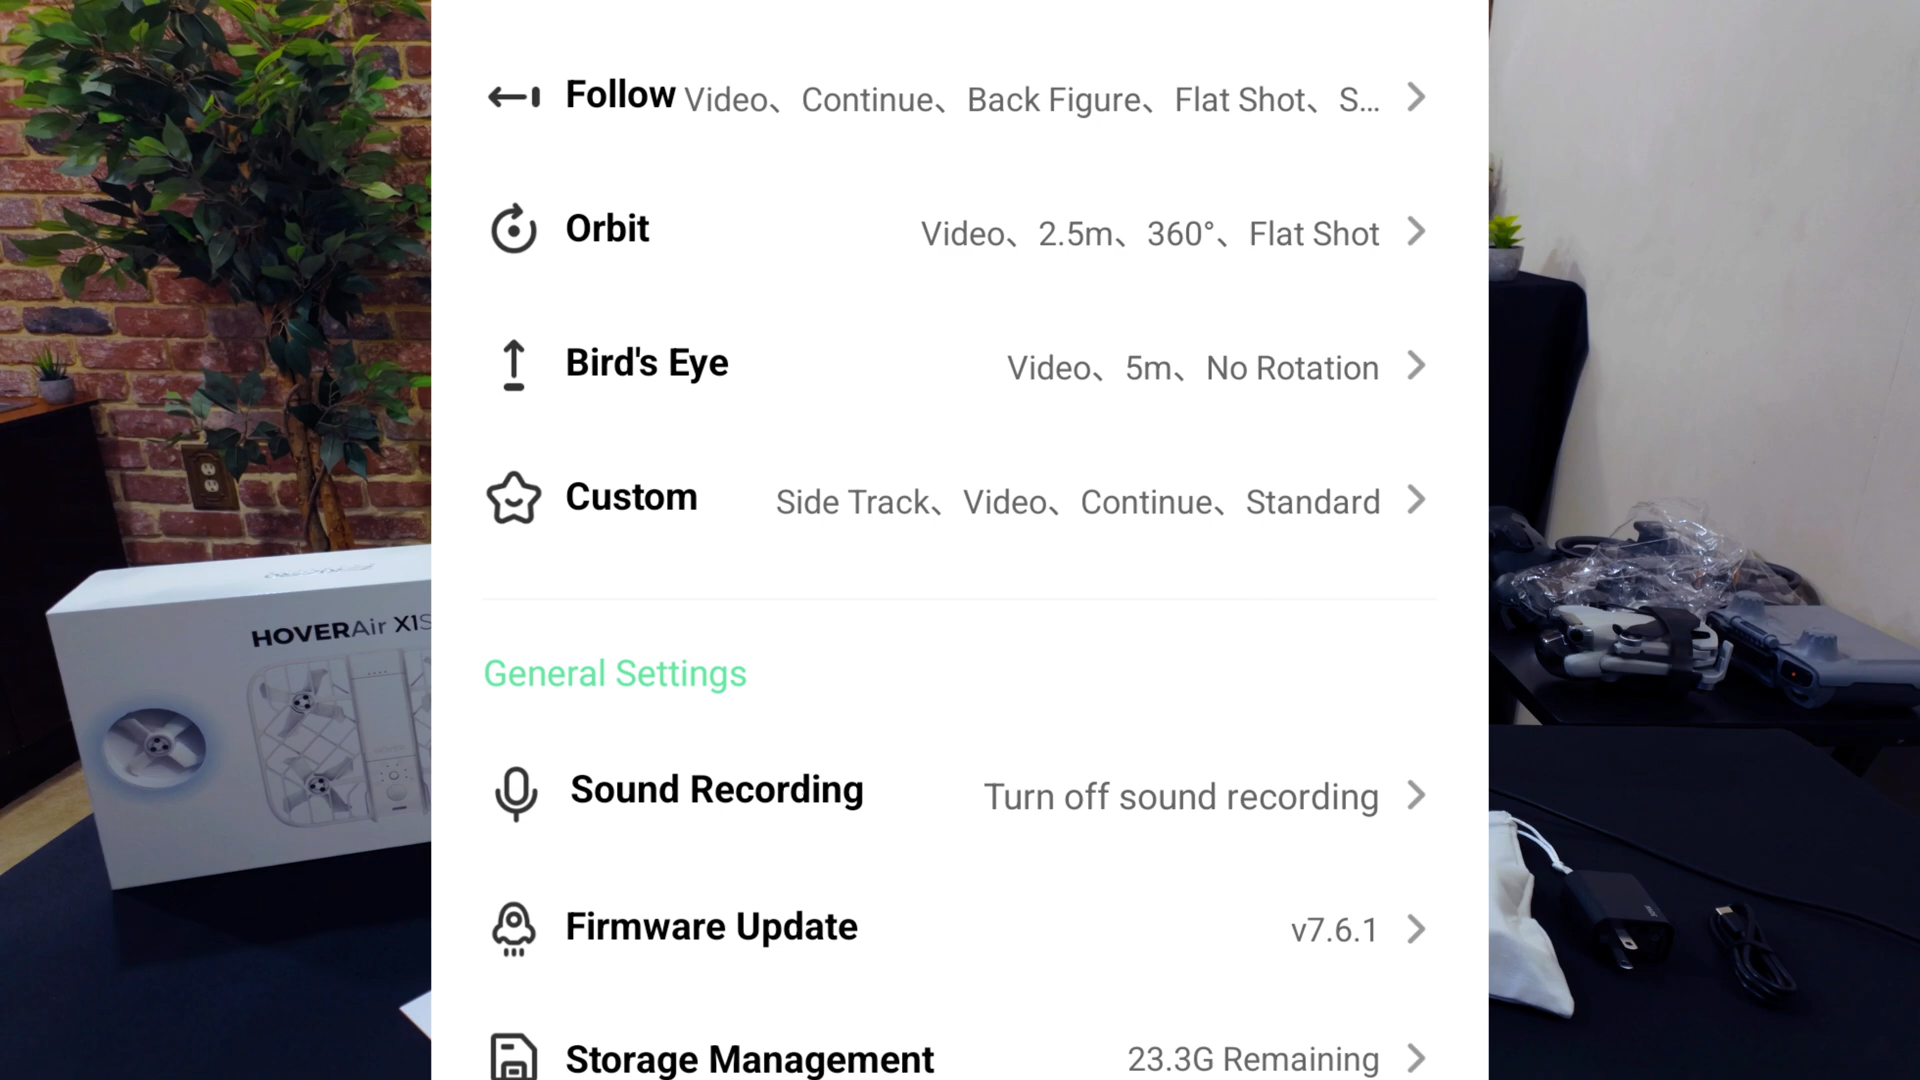 Follow Video、 Continue、 Back Figure、 Flat Shot、 S...
Orbit Video、 2.5m、 360°、 Flat Shot
Bird's Eye Video、 5m、 No Rotation
Custom Side Track、 Video、 Continue、 Standard
HOVERAir X1S
General Settings
Sound Recording Turn off sound recording
Firmware Update v7.6.1
Storage Management 23.3G Remaining